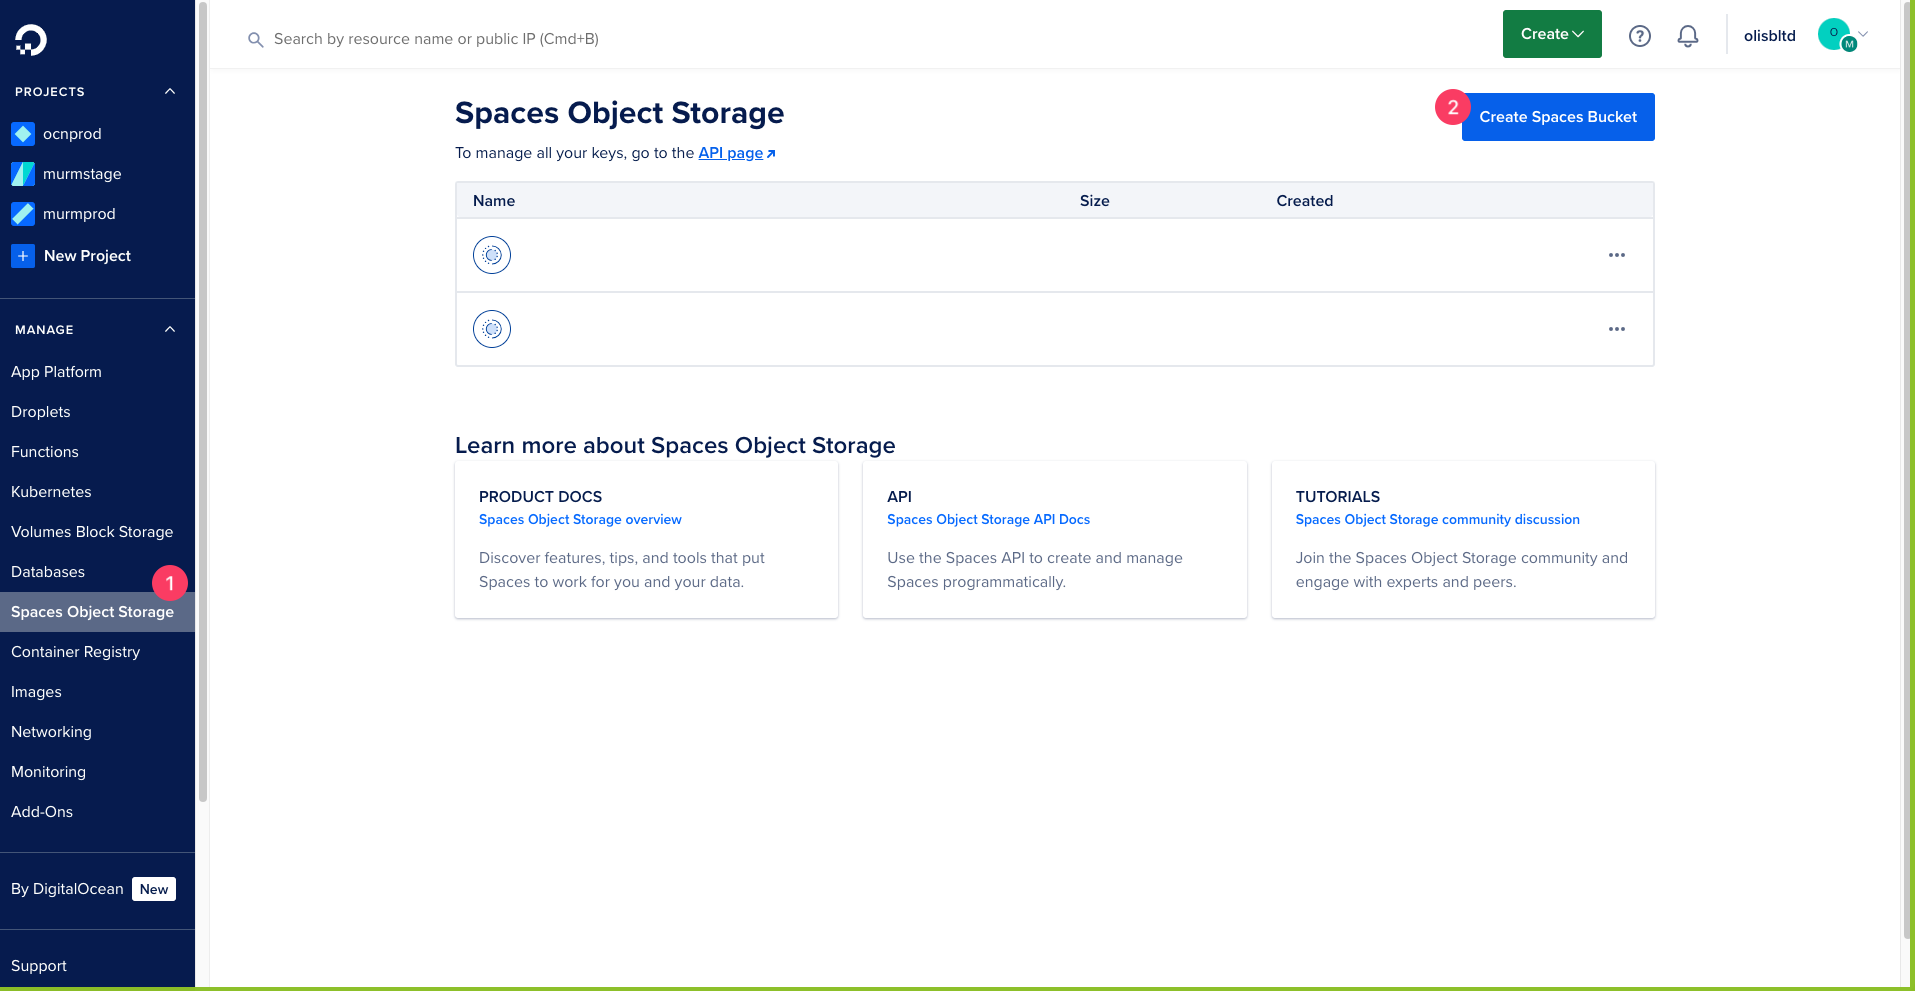 Search by resource name or public IP (Cmd+B)
Create
olisbltd
O
M
PROJECTS
ocnprod
murmstage
murmprod
New Project
MANAGE
App Platform
Droplets
Functions
Kubernetes
Volumes Block Storage
Databases
1
Spaces Object Storage
Container Registry
Images
Networking
Monitoring
Add-Ons
By DigitalOcean New
Support
Spaces Object Storage
2
Create Spaces Bucket
To manage all your keys, go to the API page
Name Size Created
Learn more about Spaces Object Storage
PRODUCT DOCS
Spaces Object Storage overview
Discover features, tips, and tools that put
Spaces to work for you and your data.
API
Spaces Object Storage API Docs
Use the Spaces API to create and manage
Spaces programmatically.
TUTORIALS
Spaces Object Storage community discussion
Join the Spaces Object Storage community and
engage with experts and peers.